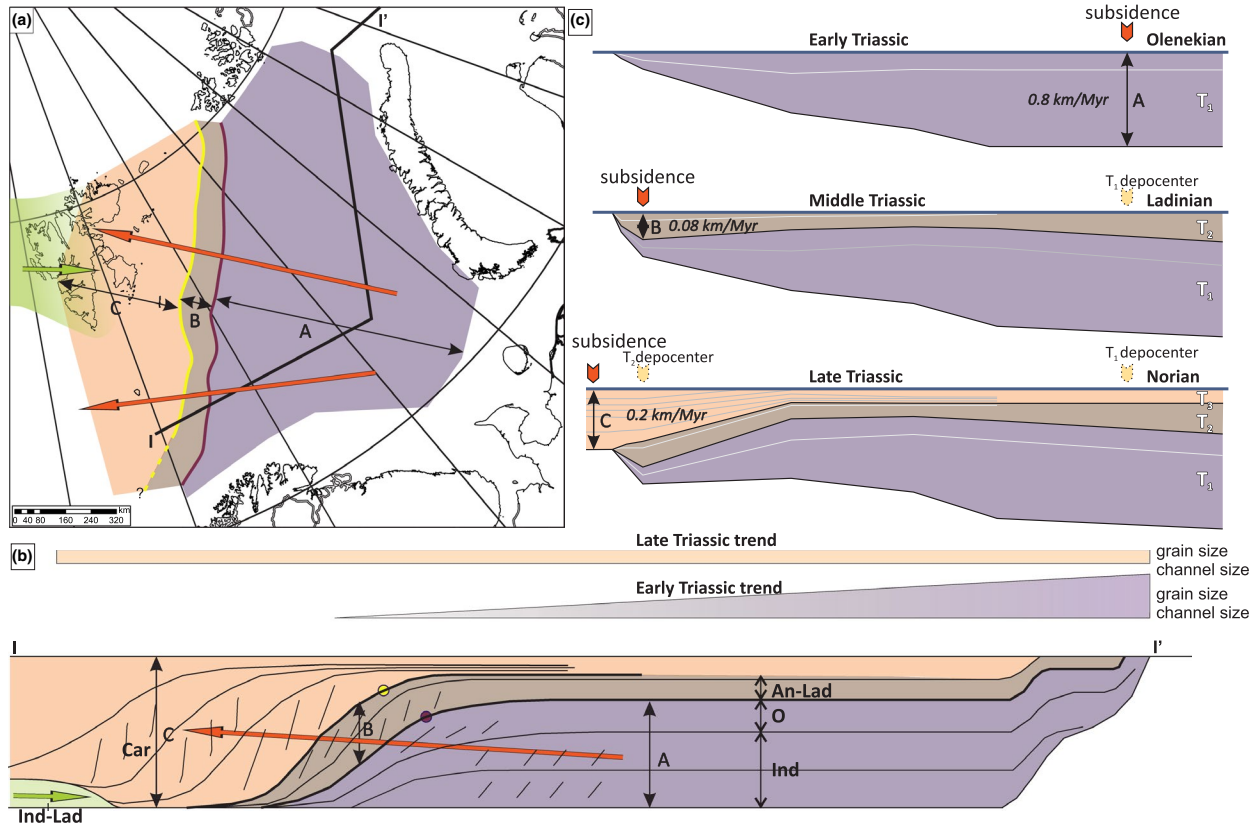 (a)
I'
C
B
A
I
?
km
0 40 80 160 240 320
(c)
subsidence
Early Triassic
Olenekian
0.8 km/Myr
A
T1
subsidence
T1 depocenter
Middle Triassic
Ladinian
B
0.08 km/Myr
T2
T1
subsidence
T2 depocenter
T1 depocenter
Late Triassic
Norian
C
0.2 km/Myr
T3
T2
T1
(b)
Late Triassic trend
grain size
channel size
Early Triassic trend
grain size
channel size
I
I'
An-Lad
O
B
Car
C
A
Ind
Ind-Lad